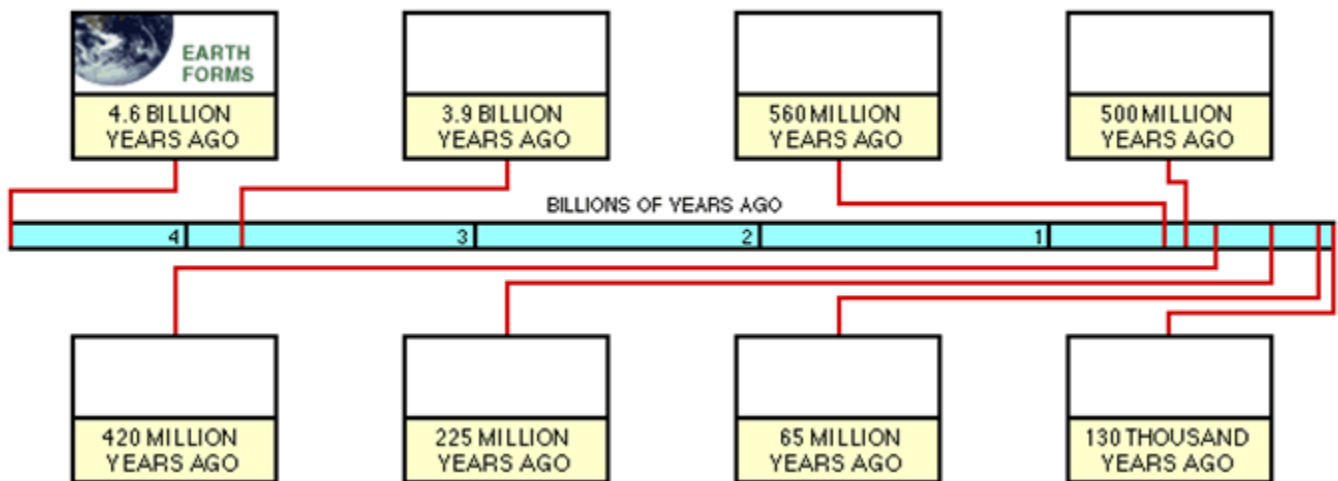 EARTH
FORMS
4.6 BILLION
YEARS AGO
3.9 BILLION
YEARS AGO
560 MILLION
YEARS AGO
500 MILLION
YEARS AGO
BILLIONS OF YEARS AGO
4
3
2
1
420 MILLION
YEARS AGO
225 MILLION
YEARS AGO
65 MILLION
YEARS AGO
130 THOUSAND
YEARS AGO